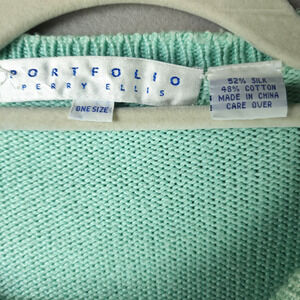 PORTFOLIO
PERRY ELLIS
ONE SIZE
52% SILK
48% COTTON
MADE IN CHINA
CARE OVER